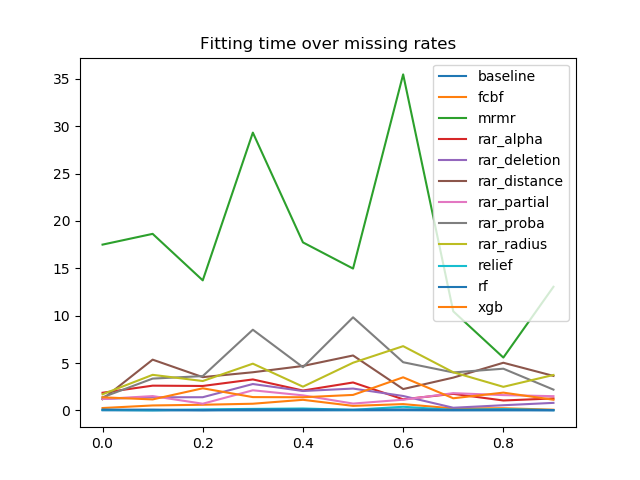 Fitting time over missing rates
35
30
25
20
15
10
5
0
0.0 0.2 0.4 0.6 0.8
baseline
fcbf
mrmr
rar_alpha
rar_deletion
rar_distance
rar_partial
rar_proba
rar_radius
relief
rf
xgb